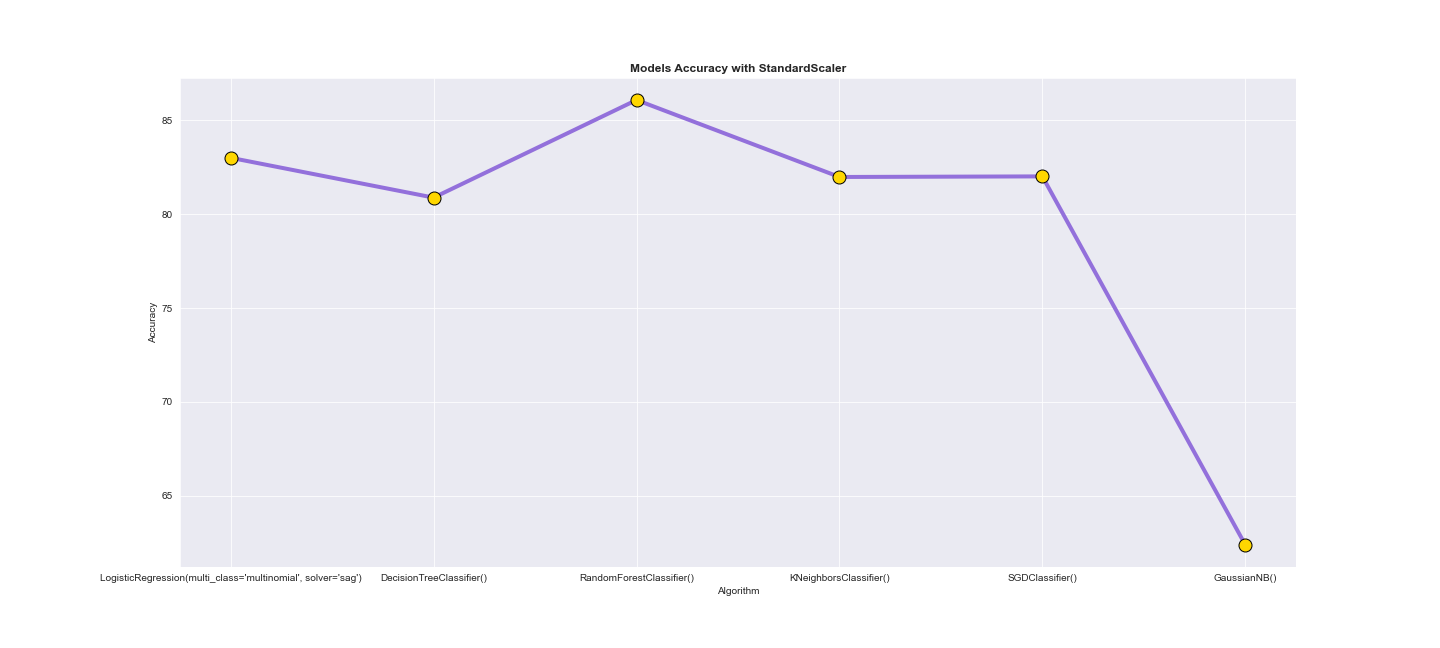 Models Accuracy with StandardScaler
85
80
75
70
65
Accuracy
LogisticRegression(multi_class='multinomial', solver='sag')
DecisionTreeClassifier()
RandomForestClassifier()
KNeighborsClassifier()
SGDClassifier()
GaussianNB()
Algorithm